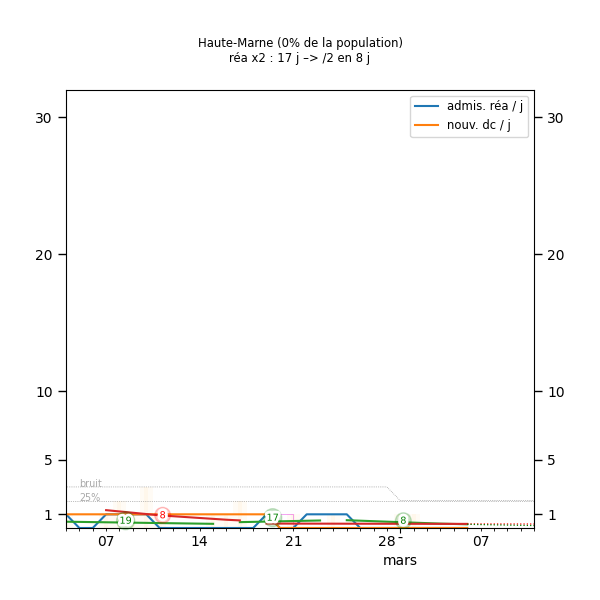 Haute-Marne (0% de la population)
réa x2 : 17 j –> /2 en 8 j
admis. réa / j
nouv. dc / j
30 30
20 20
10 10
5 5
bruit
25%
1 19 8 17 8 1
07 14 21 28 07
mars